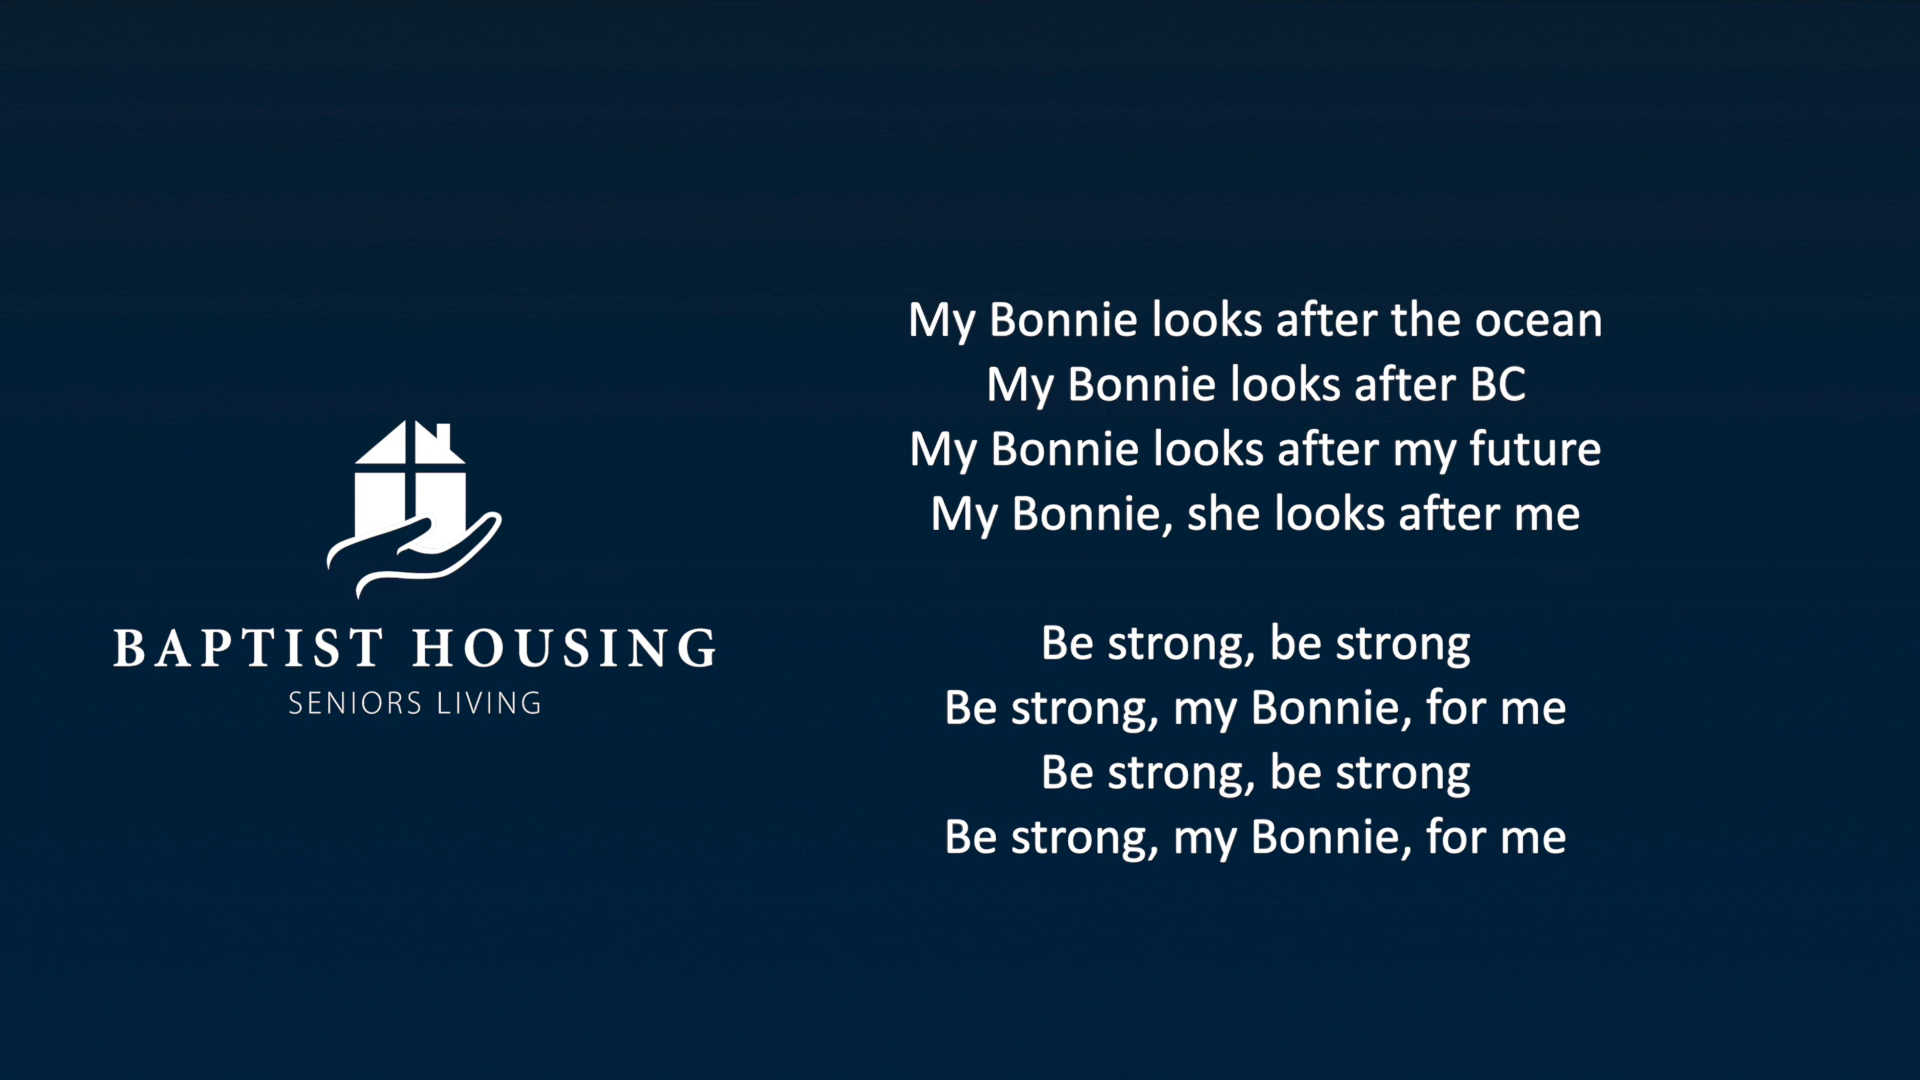 BAPTIST HOUSING
SENIORS LIVING
My Bonnie looks after the ocean
My Bonnie looks after BC
My Bonnie looks after my future
My Bonnie, she looks after me
Be strong, be strong
Be strong, my Bonnie, for me
Be strong, be strong
Be strong, my Bonnie, for me